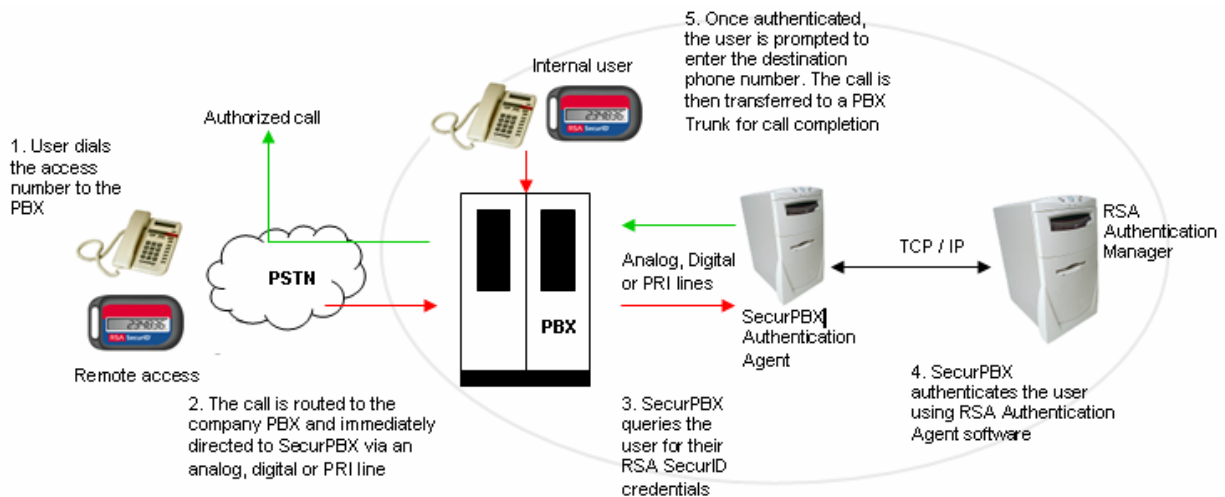 5. Once authenticated,
the user is prompted to
enter the destination
phone number. The call is
then transferred to a PBX
Trunk for call completion
Internal user
RSA SecurID
Authorized call
1. User dials
the access
number to the
PBX
PSTN
PBX
Analog, Digital
or PRI lines
TCP / IP
RSA
Authentication
Manager
SecurPBX
Authentication
Agent
RSA SecurID
Remote access
2. The call is routed to the
company PBX and immediately
directed to SecurPBX via an
analog, digital or PRI line
3. SecurPBX
queries the
user for their
RSA SecurID
credentials
4. SecurPBX
authenticates the user
using RSA Authentication
Agent software